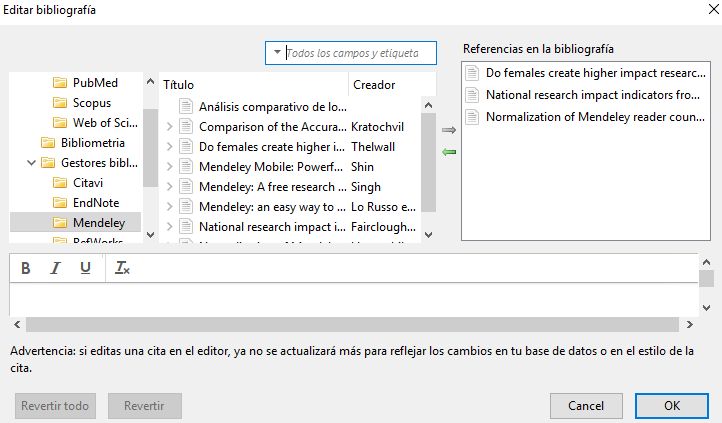 Editar bibliografía
Todos los campos y etiqueta
Referencias en la bibliografía
PubMed
Scopus
Web of Sci...
Bibliometria
Gestores bibl...
Citavi
EndNote
Mendeley
RefWorks
Título Creador
Análisis comparativo de lo...
Comparison of the Accura... Kratochvil
Do females create higher i... Thelwall
Mendeley Mobile: Powerf... Shin
Mendeley: A free research ... Singh
Mendeley: an easy way to ... Lo Russo e...
National research impact i... Fairclough...
Do females create higher impact researc...
National research impact indicators fro...
Normalization of Mendeley reader coun...
B I U Tx
Advertencia: si editas una cita en el editor, ya no se actualizará más para reflejar los cambios en tu base de datos o en el estilo de la
cita.
Revertir todo Revertir Cancel OK